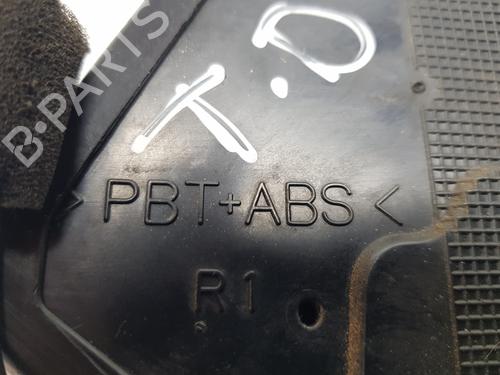 B-PARTS
T.D
>PBT+ABS<
R1